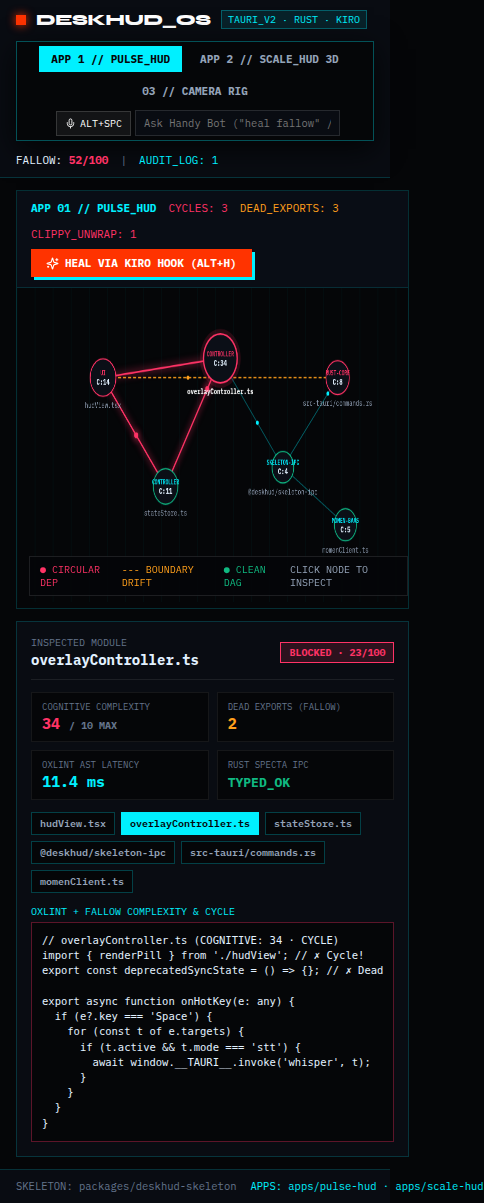 DESKHUD_OS TAURI_V2 · RUST · KIRO
APP 1 // PULSE_HUD APP 2 // SCALE_HUD 3D
03 // CAMERA RIG
ALT+SPC Ask Handy Bot ("heal fallow" /
FALLOW: 52/100 | AUDIT_LOG: 1
APP 01 // PULSE_HUD CYCLES: 3 DEAD_EXPORTS: 3
CLIPPY_UNWRAP: 1
HEAL VIA KIRO HOOK (ALT+H)
CONTROLLER
C:34
overlayController.ts
UI
C:14
hudView.tsx
C:8
src-tauri/commands.rs
SKELETON-IPC
C:4
@deskhud/skeleton-ipc
CONTROLLER
C:11
stateStore.ts
C:5
momenClient.ts
CIRCULAR DEP
--- BOUNDARY DRIFT
CLEAN DAG
CLICK NODE TO INSPECT
INSPECTED MODULE
overlayController.ts
BLOCKED · 23/100
COGNITIVE COMPLEXITY
34 / 10 MAX
DEAD EXPORTS (FALLOW)
2
OXLINT AST LATENCY
11.4 ms
RUST SPECTA IPC
TYPED_OK
hudView.tsx overlayController.ts stateStore.ts
@deskhud/skeleton-ipc src-tauri/commands.rs
momenClient.ts
OXLINT + FALLOW COMPLEXITY & CYCLE
// overlayController.ts (COGNITIVE: 34 · CYCLE)
import { renderPill } from './hudView'; // ✗ Cycle!
export const deprecatedSyncState = () => {}; // ✗ Dead
export async function onHotKey(e: any) {
if (e?.key === 'Space') {
for (const t of e.targets) {
if (t.active && t.mode === 'stt') {
await window.__TAURI__.invoke('whisper', t);
}
}
}
}
SKELETON: packages/deskhud-skeleton APPS: apps/pulse-hud · apps/scale-hud